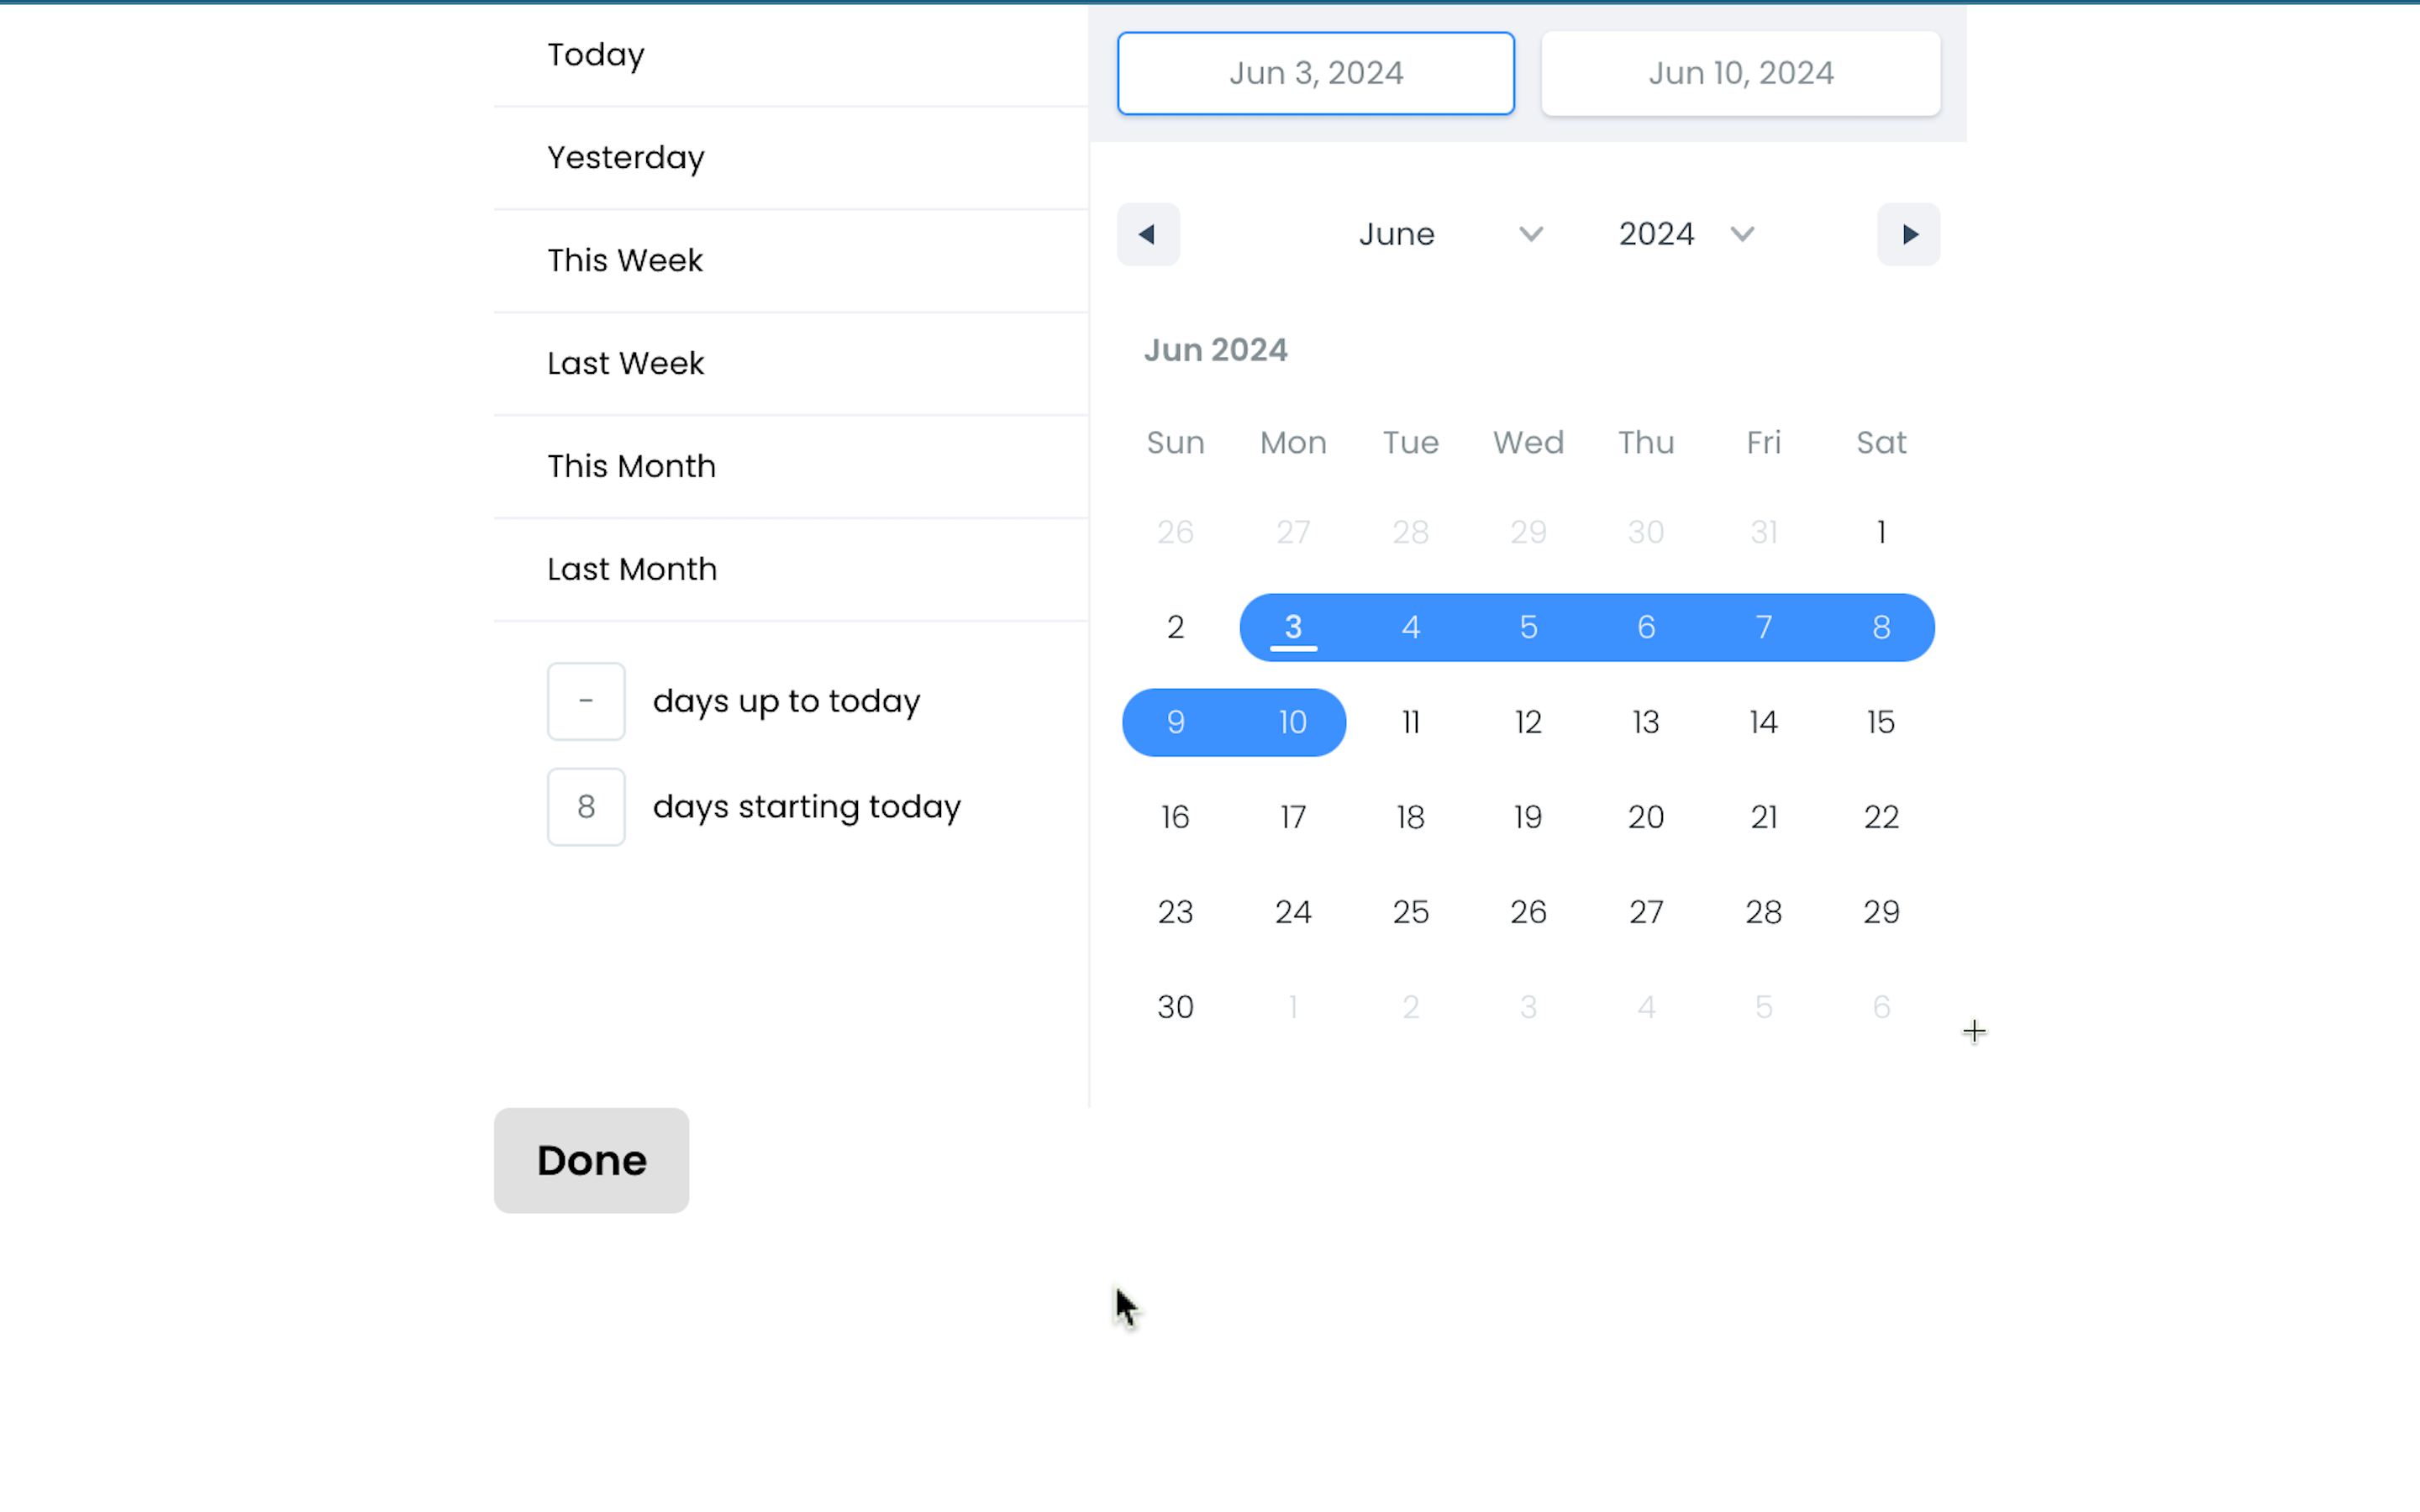 Today
Yesterday
This Week
Last Week
This Month
Last Month
- days up to today
8 days starting today
Done
Jun 3, 2024 Jun 10, 2024
June 2024
Jun 2024
Sun Mon Tue Wed Thu Fri Sat
26 27 28 29 30 31 1
2 3 4 5 6 7 8
9 10 11 12 13 14 15
16 17 18 19 20 21 22
23 24 25 26 27 28 29
30 1 2 3 4 5 6